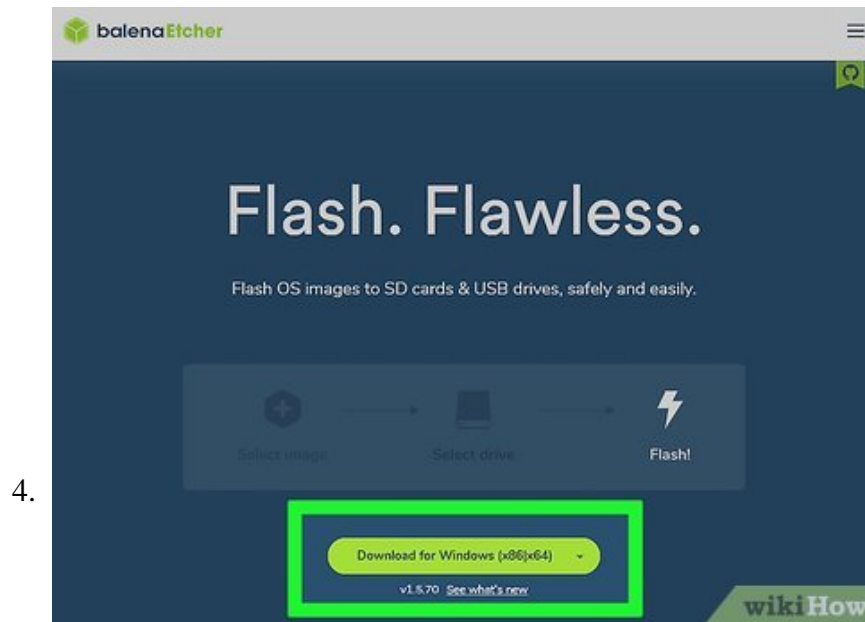 balenaEtcher
Flash. Flawless.
Flash OS images to SD cards & USB drives, safely and easily.
Select image
Select drive
Flash!
4.
Download for Windows (x86|x64)
v1.5.70 See what's new
wikiHow